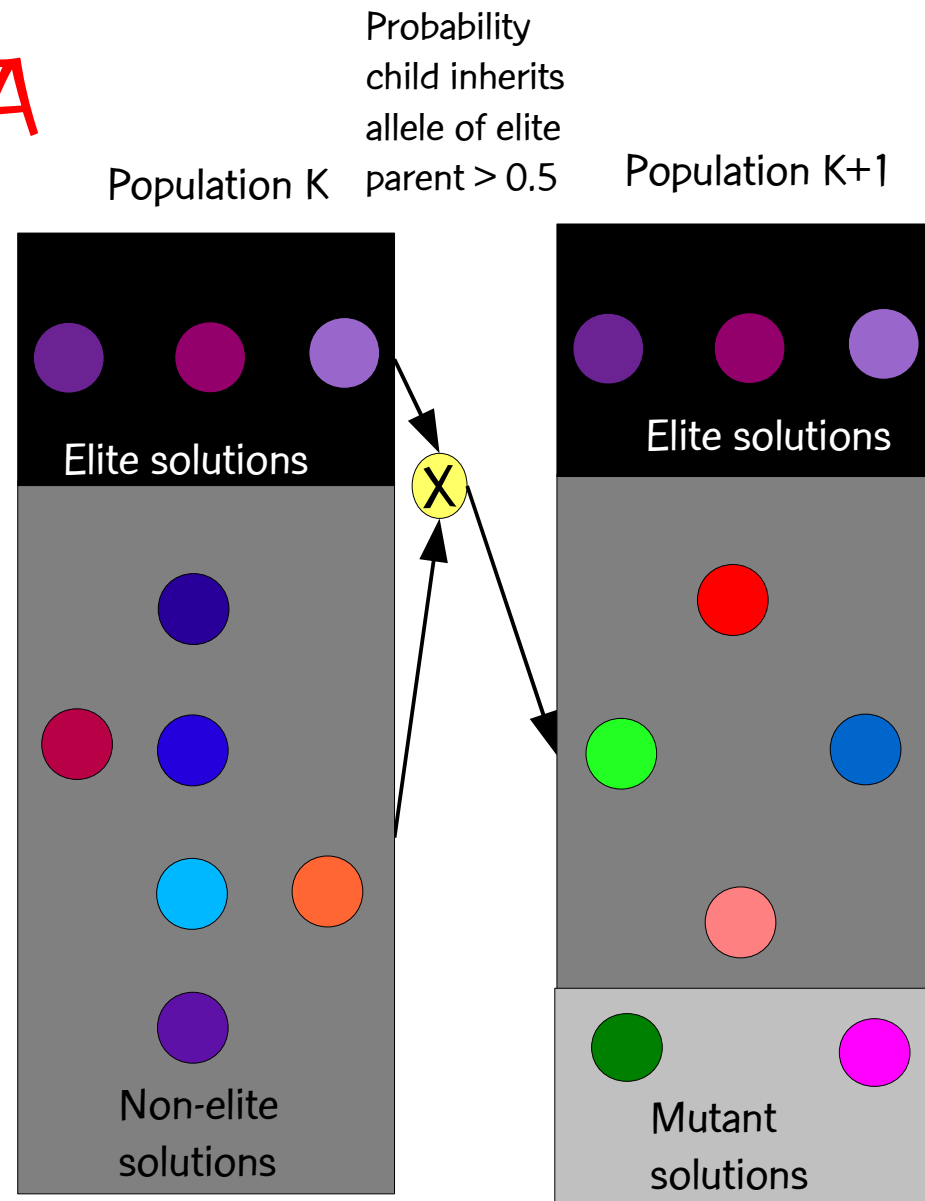 A
Probability
child inherits
allele of elite
parent > 0.5
Population K
Population K+1
Elite solutions
Elite solutions
X
Non-elite
solutions
Mutant
solutions